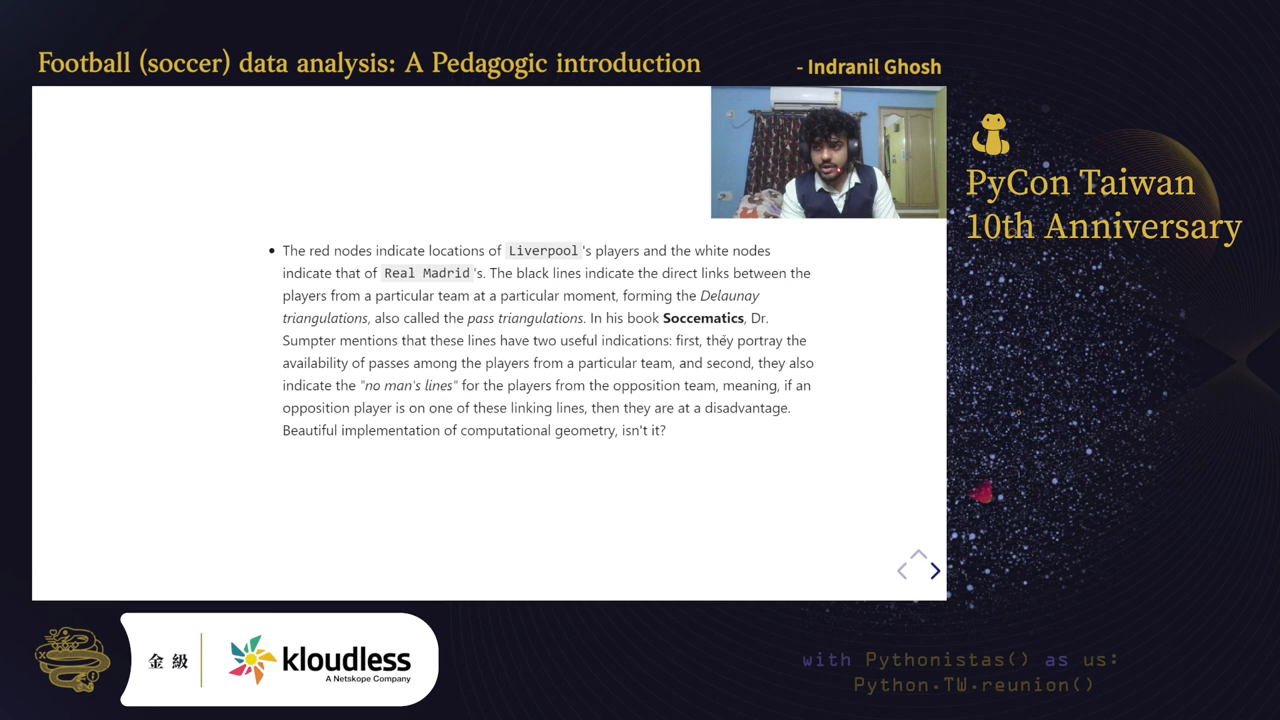 Football (soccer) data analysis: A Pedagogic introduction
- Indranil Ghosh
PyCon Taiwan
10th Anniversary
• The red nodes indicate locations of Liverpool's players and the white nodes
indicate that of Real Madrid's. The black lines indicate the direct links between the
players from a particular team at a particular moment, forming the Delaunay
triangulations, also called the pass triangulations. In his book Soccematics, Dr.
Sumpter mentions that these lines have two useful indications: first, they portray the
availability of passes among the players from a particular team, and second, they also
indicate the "no man's lines" for the players from the opposition team, meaning, if an
opposition player is on one of these linking lines, then they are at a disadvantage.
Beautiful implementation of computational geometry, isn't it?
金級
kloudless
A Netskope Company
with Pythonistas() as us:
Python.TW.reunion()